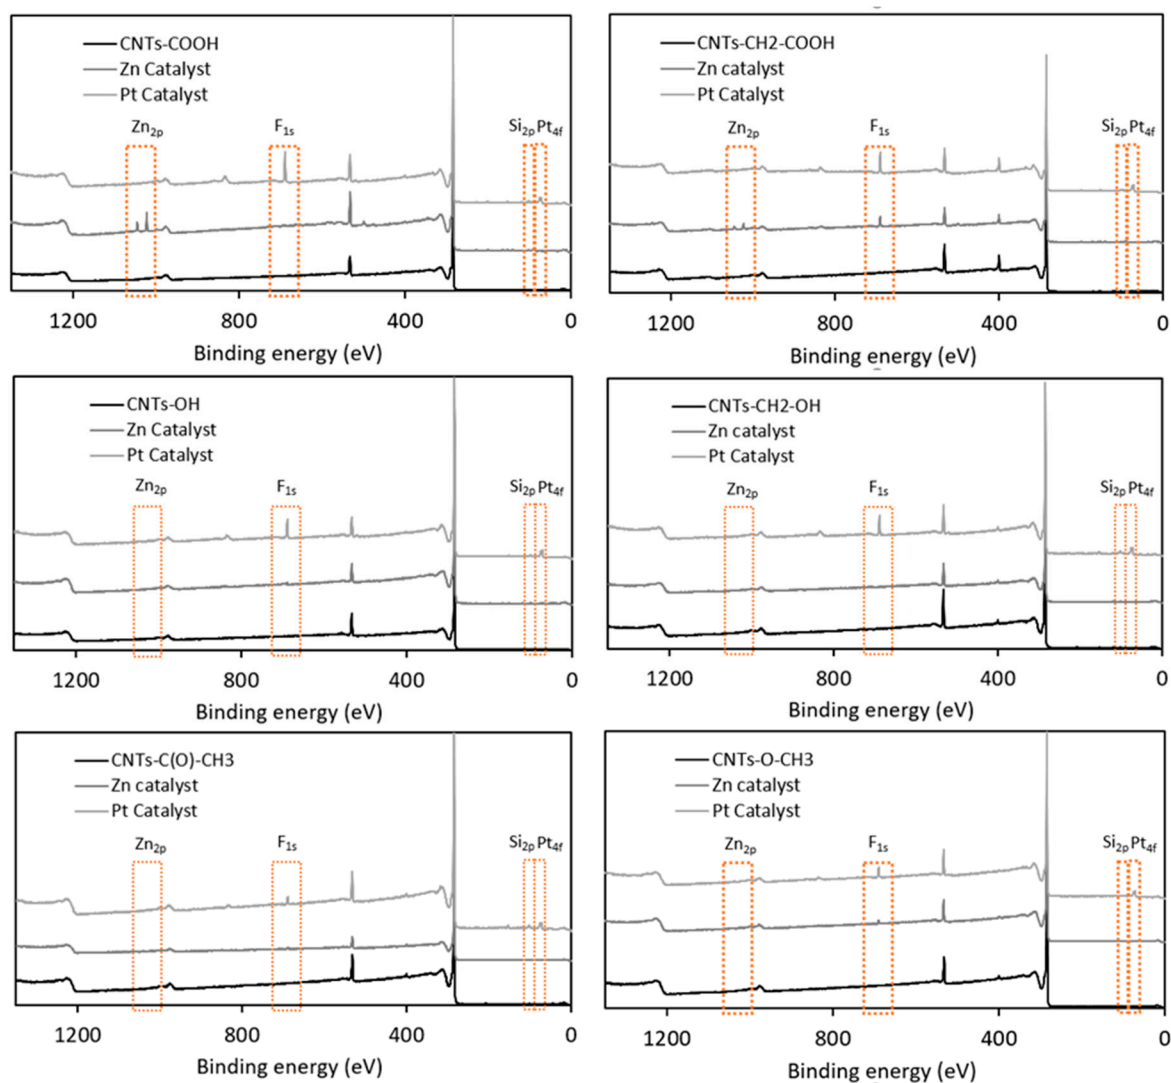 CNTs-COOH
Zn Catalyst
Pt Catalyst
Zn2p
F1s
Si2p Pt4f
1200 800 400 0
Binding energy (eV)
CNTs-CH2-COOH
Zn catalyst
Pt Catalyst
Zn2p
F1s
Si2p Pt4f
1200 800 400 0
Binding energy (eV)
CNTs-OH
Zn Catalyst
Pt Catalyst
Zn2p
F1s
Si2p Pt4f
1200 800 400 0
Binding energy (eV)
CNTs-CH2-OH
Zn catalyst
Pt Catalyst
Zn2p
F1s
Si2p Pt4f
1200 800 400 0
Binding energy (eV)
CNTs-C(O)-CH3
Zn catalyst
Pt Catalyst
Zn2p
F1s
Si2p Pt4f
1200 800 400 0
Binding energy (eV)
CNTs-O-CH3
Zn catalyst
Pt Catalyst
Zn2p
F1s
Si2p Pt4f
1200 800 400 0
Binding energy (eV)